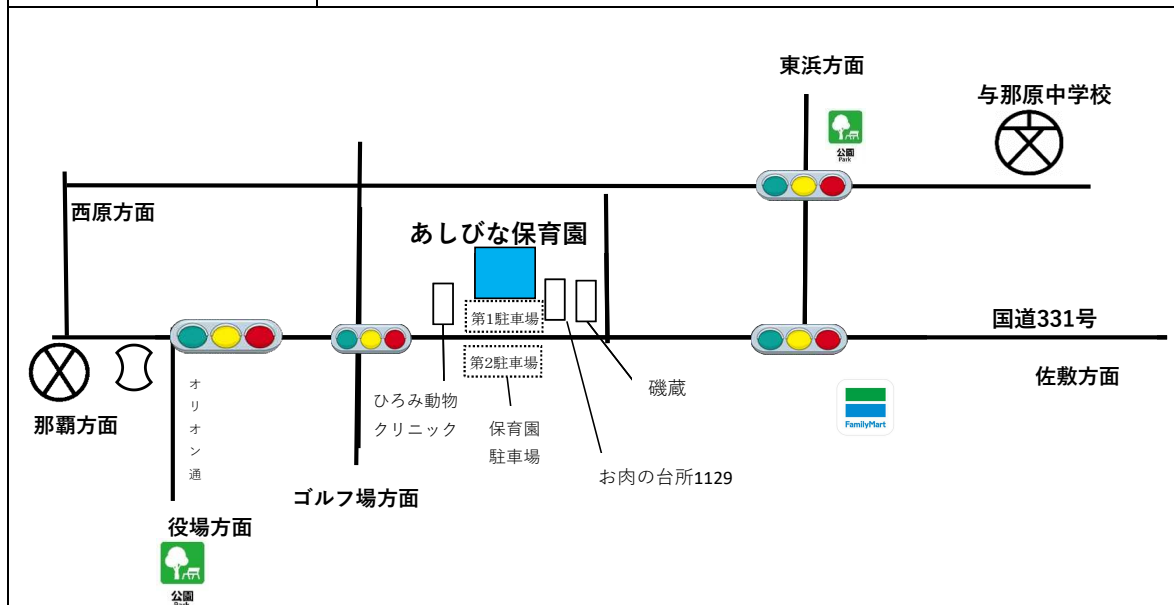 東浜方面
与那原中学校
公園
Park
西原方面
あしびな保育園
第1駐車場
国道331号
第2駐車場
佐敷方面
那覇方面
オリオン通
ひろみ動物
クリニック
保育園
駐車場
磯蔵
FamilyMart
お肉の台所1129
ゴルフ場方面
役場方面
公園
Park